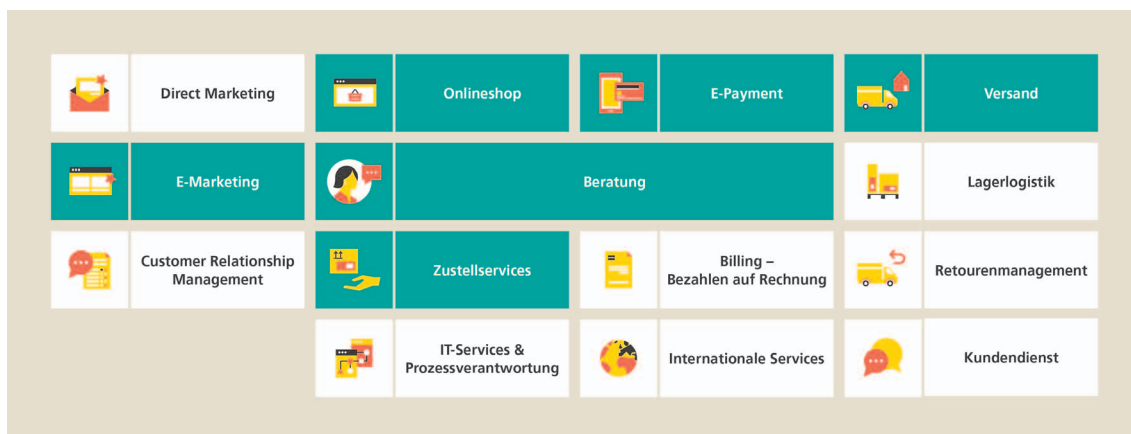 Direct Marketing
Onlineshop
E-Payment
Versand
E-Marketing
Beratung
Lagerlogistik
Customer Relationship
Management
Zustellservices
Billing –
Bezahlen auf Rechnung
Retourenmanagement
IT-Services &
Prozessverantwortung
Internationale Services
Kundendienst